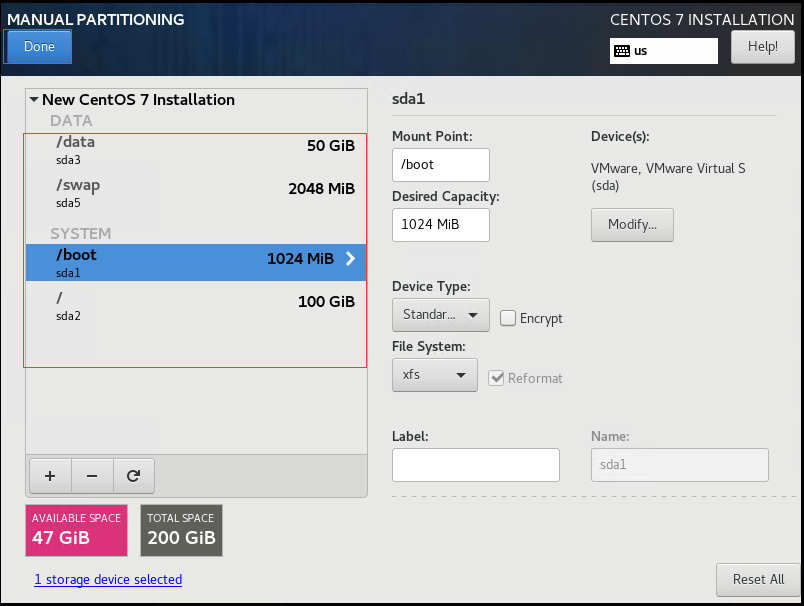 MANUAL PARTITIONING
CENTOS 7 INSTALLATION
Done
us
Help!
New CentOS 7 Installation
DATA
/data
50 GiB
sda3
/swap
2048 MiB
sda5
SYSTEM
/boot
1024 MiB
sda1
/
100 GiB
sda2
+ −
AVAILABLE SPACE
47 GiB
TOTAL SPACE
200 GiB
1 storage device selected
sda1
Mount Point:
/boot
Desired Capacity:
1024 MiB
Device(s):
VMware, VMware Virtual S
(sda)
Modify...
Device Type:
Standar...
Encrypt
File System:
xfs
Reformat
Label:
Name:
sda1
Reset All